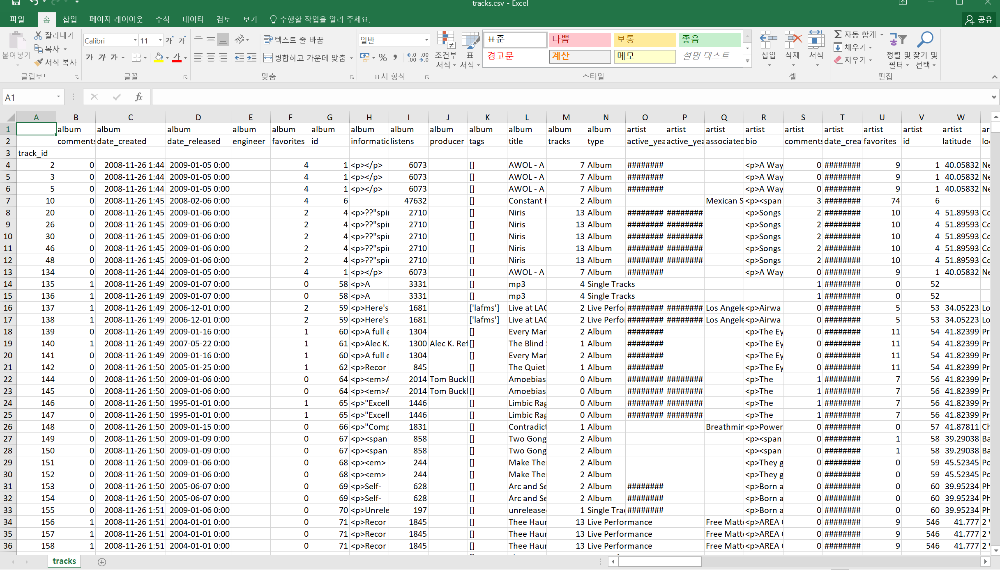 tracks.csv - Excel
파일 홈 삽입 페이지 레이아웃 수식 데이터 검토 보기 수행할 작업을 알려 주세요. 공유
붙여넣기 잘라내기 복사 서식 복사 클립보드
Calibri 11 가 가 가 가 가 가 글꼴
텍스트 줄 바꿈 병합하고 가운데 맞춤 맞춤
일반 % 표시 형식
조건부 서식 표 서식 표준 나쁨 보통 좋음
경고문 계산 메모 설명 텍스트 스타일
삽입 삭제 서식 셀
자동 합계 채우기 지우기 정렬 및 필터 찾기 및 선택 편집
A1 fx
A B C D E F G H I J K L M N O P Q R S T U V W
1 album album album album album album album album album album album album album artist artist artist artist artist artist artist artist artist ar
2 comments date_created date_released engineer favorites id informatic listens producer tags title tracks type active_yea active_yea associated bio comments date_crea favorites id latitude lo
3 track_id
4 2 0 2008-11-26 1:44 2009-01-05 0:00 4 1 <p></p> 6073 [] AWOL - A 7 Album ######## <p>A Way 0 ######## 9 1 40.05832 Ne
5 3 0 2008-11-26 1:44 2009-01-05 0:00 4 1 <p></p> 6073 [] AWOL - A 7 Album ######## <p>A Way 0 ######## 9 1 40.05832 Ne
6 5 0 2008-11-26 1:44 2009-01-05 0:00 4 1 <p></p> 6073 [] AWOL - A 7 Album ######## <p>A Way 0 ######## 9 1 40.05832 Ne
7 10 0 2008-11-26 1:45 2008-02-06 0:00 4 6 47632 [] Constant 2 Album Mexican S <p><span 3 ######## 74 6
8 20 0 2008-11-26 1:45 2009-01-06 0:00 2 4 <p>??"spi 2710 [] Niris 13 Album ######## ######## <p>Songs 2 ######## 10 4 51.89593 Co
9 26 0 2008-11-26 1:45 2009-01-06 0:00 2 4 <p>??"spi 2710 [] Niris 13 Album ######## ######## <p>Songs 2 ######## 10 4 51.89593 Co
10 30 0 2008-11-26 1:45 2009-01-06 0:00 2 4 <p>??"spi 2710 [] Niris 13 Album ######## ######## <p>Songs 2 ######## 10 4 51.89593 Co
11 46 0 2008-11-26 1:45 2009-01-06 0:00 2 4 <p>??"spi 2710 [] Niris 13 Album ######## ######## <p>Songs 2 ######## 10 4 51.89593 Co
12 48 0 2008-11-26 1:45 2009-01-06 0:00 2 4 <p>??"spi 2710 [] Niris 13 Album ######## ######## <p>Songs 2 ######## 10 4 51.89593 Co
13 134 0 2008-11-26 1:44 2009-01-05 0:00 4 1 <p></p> 6073 [] AWOL - A 7 Album ######## <p>A Way 0 ######## 9 1 40.05832 Ne
14 135 1 2008-11-26 1:49 2009-01-07 0:00 0 58 <p>A 3331 [] mp3 4 Single Tracks 1 ######## 0 52
15 136 1 2008-11-26 1:49 2009-01-07 0:00 0 58 <p>A 3331 [] mp3 4 Single Tracks 1 ######## 0 52
16 137 1 2008-11-26 1:49 2006-12-01 0:00 2 59 <p>Here's 1681 ['lafms'] Live at LAC 2 Live Perfo ######## ######## Los Angele <p>Airwa 0 ######## 5 53 34.05223 Lo
17 138 1 2008-11-26 1:49 2006-12-01 0:00 2 59 <p>Here's 1681 ['lafms'] Live at LAC 2 Live Perfo ######## ######## Los Angele <p>Airwa 0 ######## 5 53 34.05223 Lo
18 139 0 2008-11-26 1:49 2009-01-16 0:00 1 60 <p>A full e 1304 [] Every Mar 2 Album ######## <p>The Ey 0 ######## 11 54 41.82399 Pr
19 140 1 2008-11-26 1:49 2007-05-22 0:00 1 61 <p>Alec K. 1300 Alec K. Ref [] The Blind 1 Album ######## <p>The Ey 0 ######## 11 54 41.82399 Pr
20 141 0 2008-11-26 1:49 2009-01-16 0:00 1 60 <p>A full e 1304 [] Every Mar 2 Album ######## <p>The Ey 0 ######## 11 54 41.82399 Pr
21 142 0 2008-11-26 1:50 2005-01-25 0:00 1 62 <p>Recor 845 [] The Quiet 1 Album ######## <p>The Ey 0 ######## 11 54 41.82399 Pr
22 144 0 2008-11-26 1:50 2009-01-06 0:00 0 64 <p><em>A 2014 Tom Buckl [] Amoebias 0 Album ######## ######## <p>The 1 ######## 7 56 41.82399 Pr
23 145 0 2008-11-26 1:50 2009-01-06 0:00 0 64 <p><em>A 2014 Tom Buckl [] Amoebias 0 Album ######## ######## <p>The 1 ######## 7 56 41.82399 Pr
24 146 0 2008-11-26 1:50 1995-01-01 0:00 1 65 <p>"Excell 1446 [] Limbic Rag 0 Album ######## ######## <p>The 1 ######## 7 56 41.82399 Pr
25 147 0 2008-11-26 1:50 1995-01-01 0:00 1 65 <p>"Excell 1446 [] Limbic Rag 0 Album ######## ######## <p>The 1 ######## 7 56 41.82399 Pr
26 148 0 2008-11-26 1:50 2009-01-15 0:00 0 66 <p>"Comp 1831 [] Contradict 1 Album Breathmir <p>Power 0 ######## 0 57 41.87811 Ch
27 149 0 2008-11-26 1:50 2009-01-09 0:00 0 67 <p><span 858 [] Two Gong 2 Album <p><span 0 ######## 1 58 39.29038 Ba
28 150 0 2008-11-26 1:50 2009-01-09 0:00 0 67 <p><span 858 [] Two Gong 2 Album <p><span 0 ######## 1 58 39.29038 Ba
29 151 0 2008-11-26 1:50 2009-01-06 0:00 0 68 <p><em> 244 [] Make The 2 Album <p>They g 0 ######## 0 59 45.52345 Po
30 152 0 2008-11-26 1:50 2009-01-06 0:00 0 68 <p><em> 244 [] Make The 2 Album <p>They g 0 ######## 0 59 45.52345 Po
31 153 0 2008-11-26 1:50 2005-06-07 0:00 0 69 <p>Self- 628 [] Arc and Se 2 Album ######## <p>Born a 0 ######## 0 60 39.95234 Ph
32 154 0 2008-11-26 1:50 2005-06-07 0:00 0 69 <p>Self- 628 [] Arc and Se 2 Album ######## <p>Born a 0 ######## 0 60 39.95234 Ph
33 155 0 2008-11-26 1:51 2009-01-06 0:00 0 70 <p>Unrele 197 [] unrelease 1 Single Trac ######## <p>Born a 0 ######## 0 60 39.95234 Ph
34 156 1 2008-11-26 1:51 2004-01-01 0:00 0 71 <p>Recor 1845 [] Thee Haur 13 Live Performance Free Matt <p>AREA 0 ######## 9 546 41.777 2
35 157 1 2008-11-26 1:51 2004-01-01 0:00 0 71 <p>Recor 1845 [] Thee Haur 13 Live Performance Free Matt <p>AREA 0 ######## 9 546 41.777 2
36 158 1 2008-11-26 1:51 2004-01-01 0:00 0 71 <p>Recor 1845 [] Thee Haur 13 Live Performance Free Matt <p>AREA 0 ######## 9 546 41.777 2
tracks